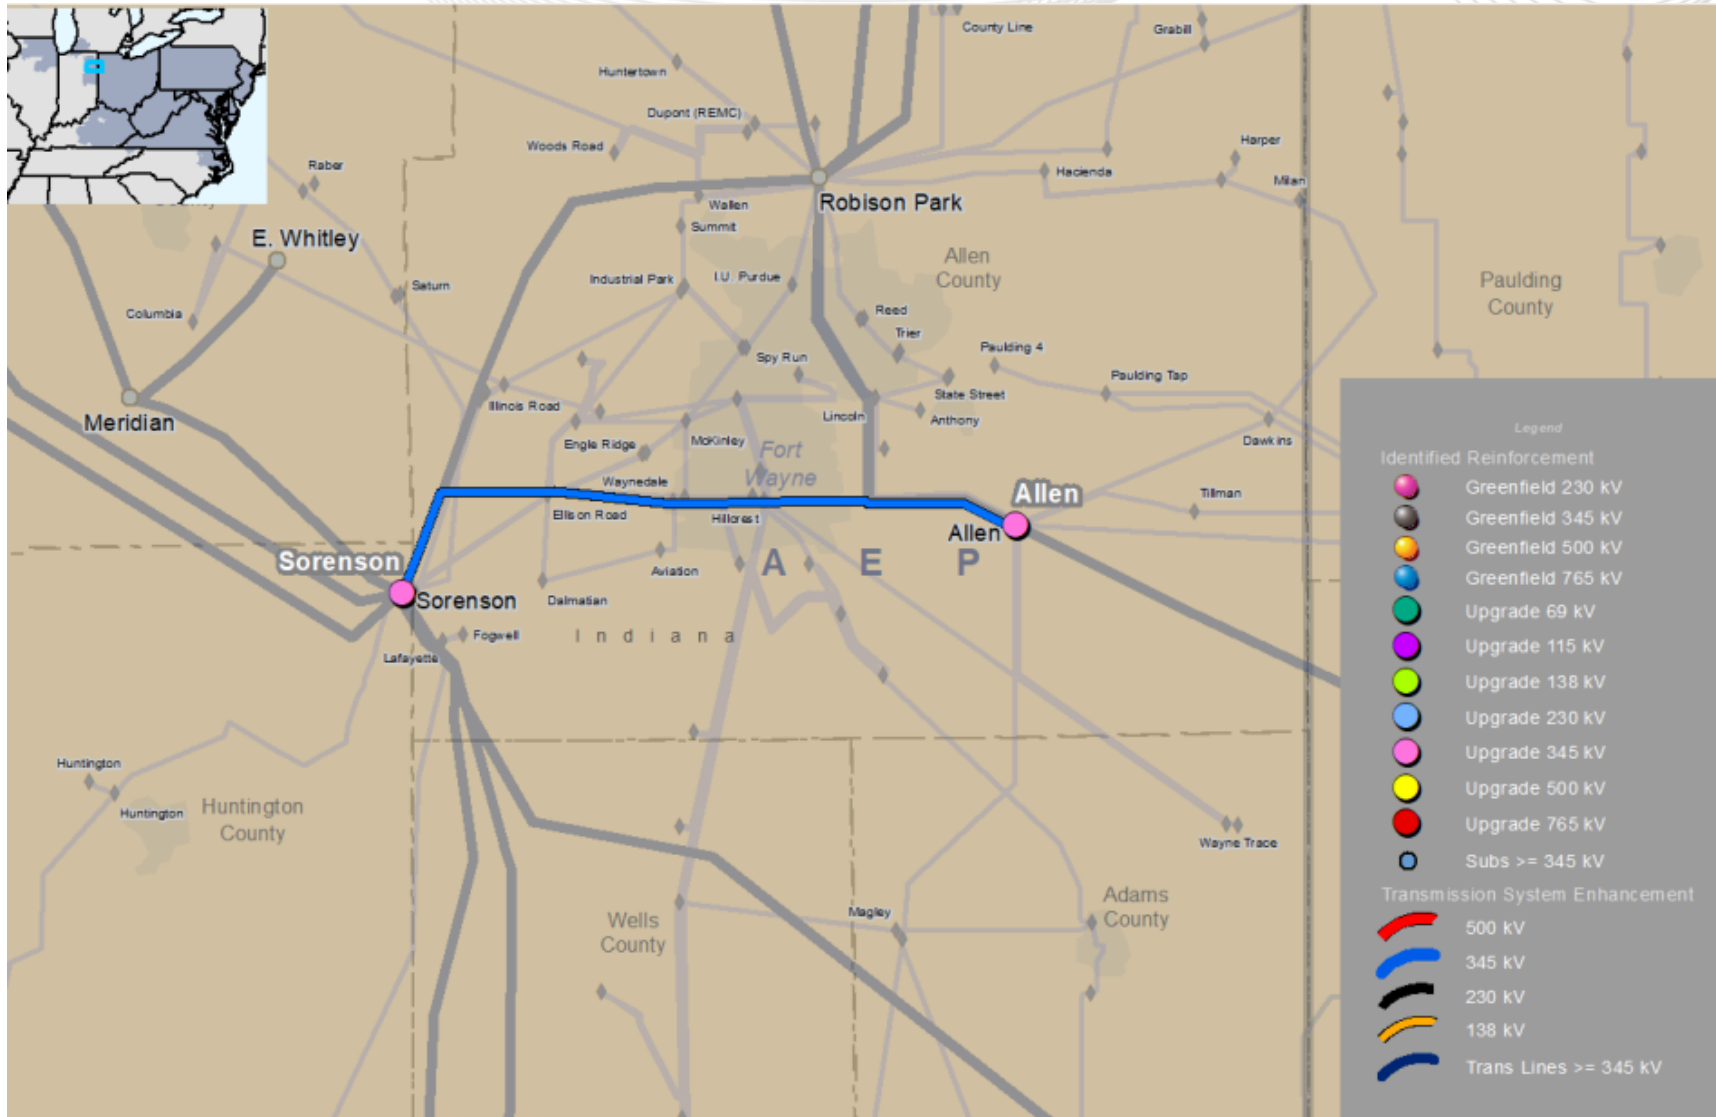 County Line
Grabill
Huntertown
Dupont (REMC)
Woods Road
Harper
Raber
Hacienda
Milan
Wallen
Robison Park
Summit
E. Whitley
Allen
County
Industrial Park
I.U. Purdue
Paulding
County
Saturn
Columbia
Reed
Trier
Spy Run
Paulding 4
Paulding Tap
State Street
Illinois Road
Lincoln
Anthony
Meridian
Engle Ridge
McKinley
Dawkins
Fort
Wayne
Waynedale
Allen
Tillman
Ellison Road
Hillcrest
Allen
Sorenson
A E P
Aviation
Sorenson
Dalmatian
Indiana
Fogwell
Lafayette
Huntington
Huntington
Huntington
County
Wayne Trace
Magley
Adams
County
Wells
County
Legend
Identified Reinforcement
Greenfield 230 kV
Greenfield 345 kV
Greenfield 500 kV
Greenfield 765 kV
Upgrade 69 kV
Upgrade 115 kV
Upgrade 138 kV
Upgrade 230 kV
Upgrade 345 kV
Upgrade 500 kV
Upgrade 765 kV
Subs >= 345 kV
Transmission System Enhancement
500 kV
345 kV
230 kV
138 kV
Trans Lines >= 345 kV